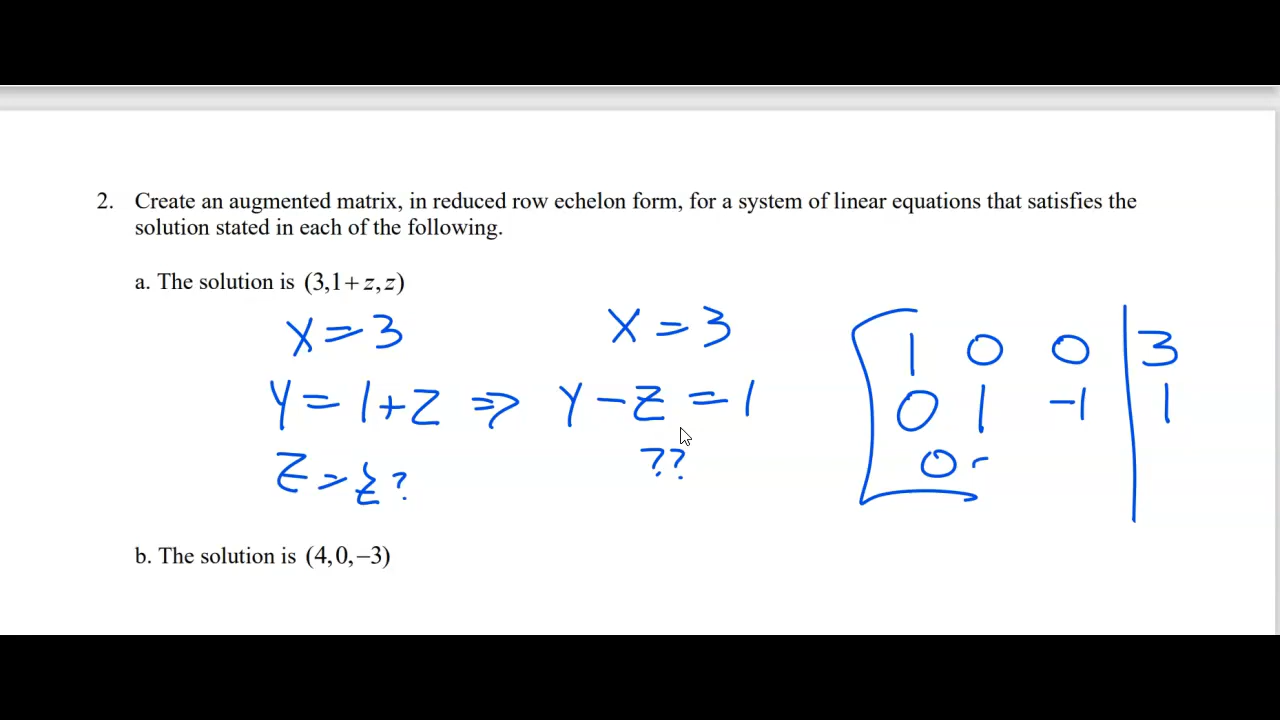 2. Create an augmented matrix, in reduced row echelon form, for a system of linear equations that satisfies the
solution stated in each of the following.
a. The solution is (3,1+z,z)
x=3
x=3
1 0 0 | 3
y=1+z ⇒ y-z=1
0 1 -1 | 1
z=z?
??
0
b. The solution is (4,0,−3)